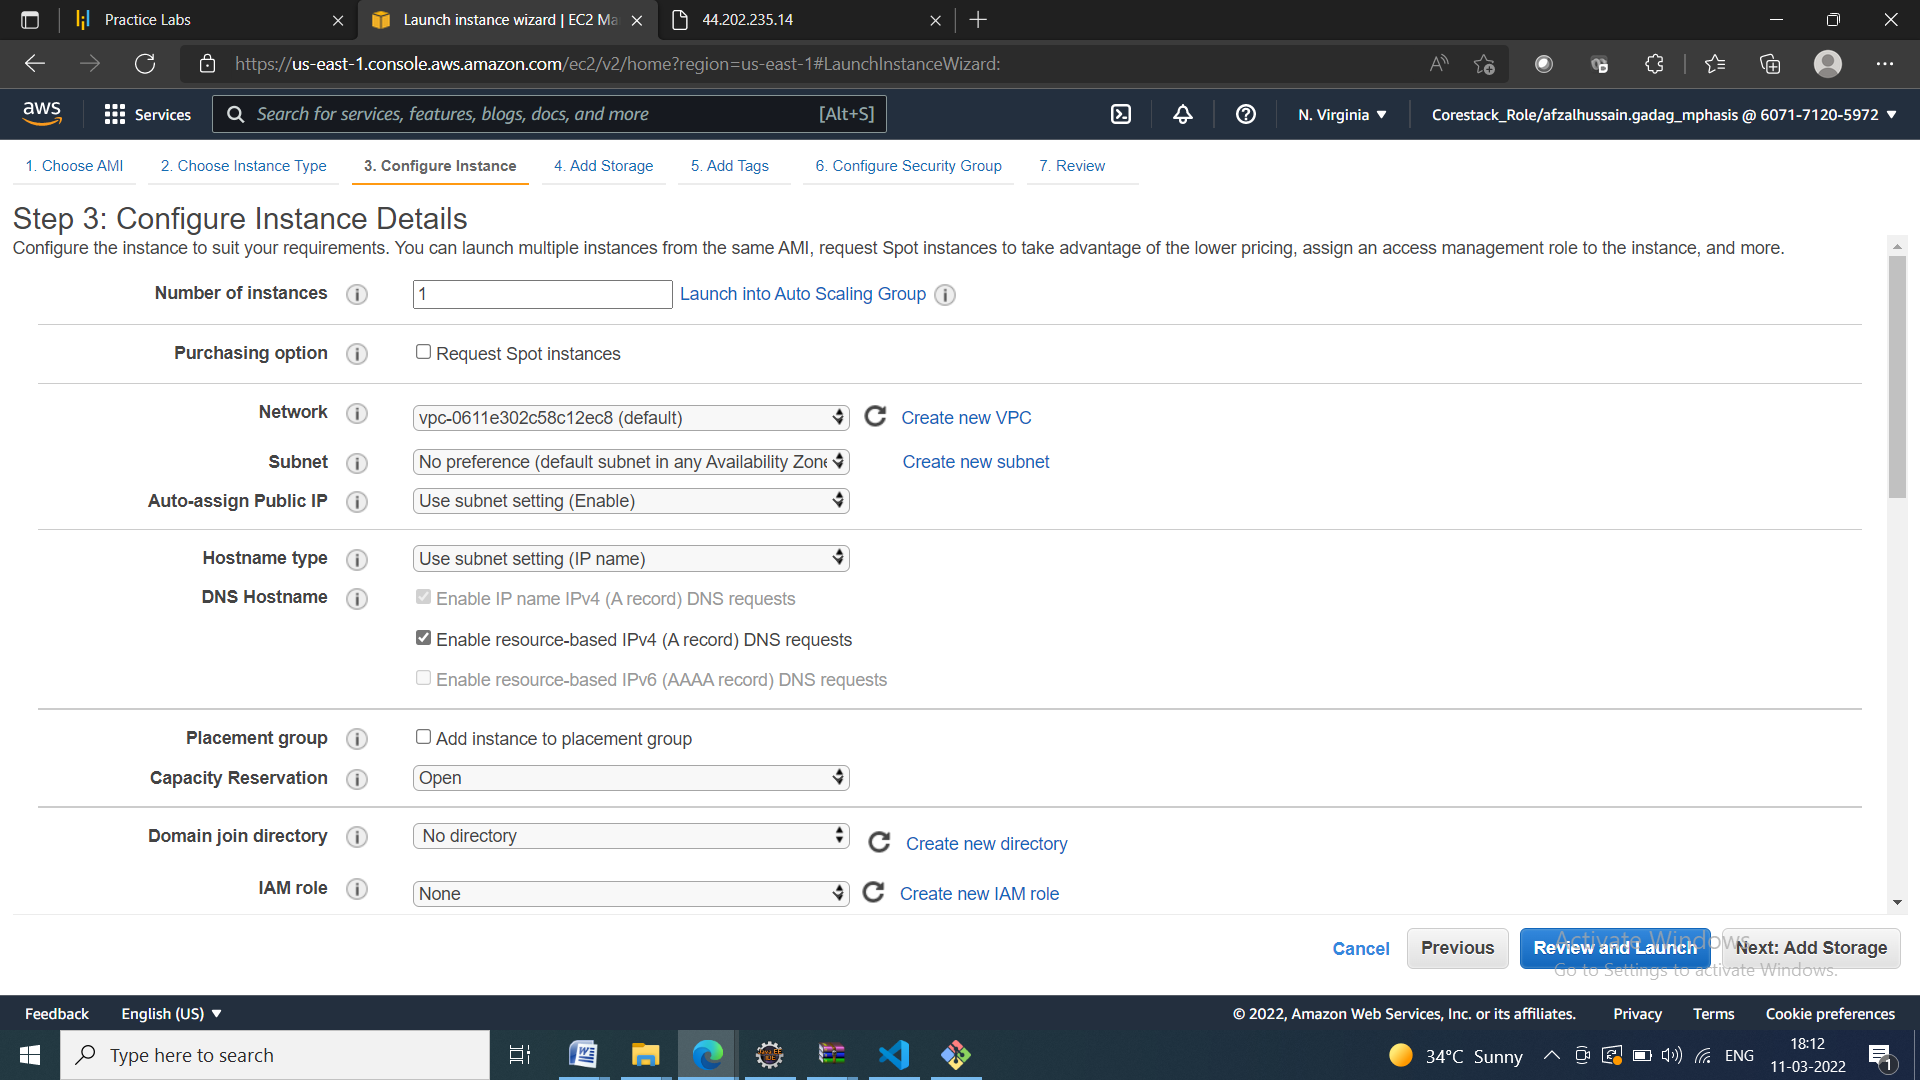 Practice Labs
Launch instance wizard | EC2 Ma
44.202.235.14
https://us-east-1.console.aws.amazon.com/ec2/v2/home?region=us-east-1#LaunchInstanceWizard:
aws
Services
Search for services, features, blogs, docs, and more
[Alt+S]
N. Virginia
Corestack_Role/afzalhussain.gadag_mphasis @ 6071-7120-5972
1. Choose AMI
2. Choose Instance Type
3. Configure Instance
4. Add Storage
5. Add Tags
6. Configure Security Group
7. Review
Step 3: Configure Instance Details
Configure the instance to suit your requirements. You can launch multiple instances from the same AMI, request Spot instances to take advantage of the lower pricing, assign an access management role to the instance, and more.
Number of instances
1
Launch into Auto Scaling Group
Purchasing option
Request Spot instances
Network
vpc-0611e302c58c12ec8 (default)
Create new VPC
Subnet
No preference (default subnet in any Availability Zone
Create new subnet
Auto-assign Public IP
Use subnet setting (Enable)
Hostname type
Use subnet setting (IP name)
DNS Hostname
Enable IP name IPv4 (A record) DNS requests
Enable resource-based IPv4 (A record) DNS requests
Enable resource-based IPv6 (AAAA record) DNS requests
Placement group
Add instance to placement group
Capacity Reservation
Open
Domain join directory
No directory
Create new directory
IAM role
None
Create new IAM role
Cancel
Previous
Review and Launch
Next: Add Storage
Activate Windows
Go to Settings to activate Windows.
Feedback
English (US)
© 2022, Amazon Web Services, Inc. or its affiliates.
Privacy
Terms
Cookie preferences
Type here to search
34°C Sunny
ENG
18:12
11-03-2022
1